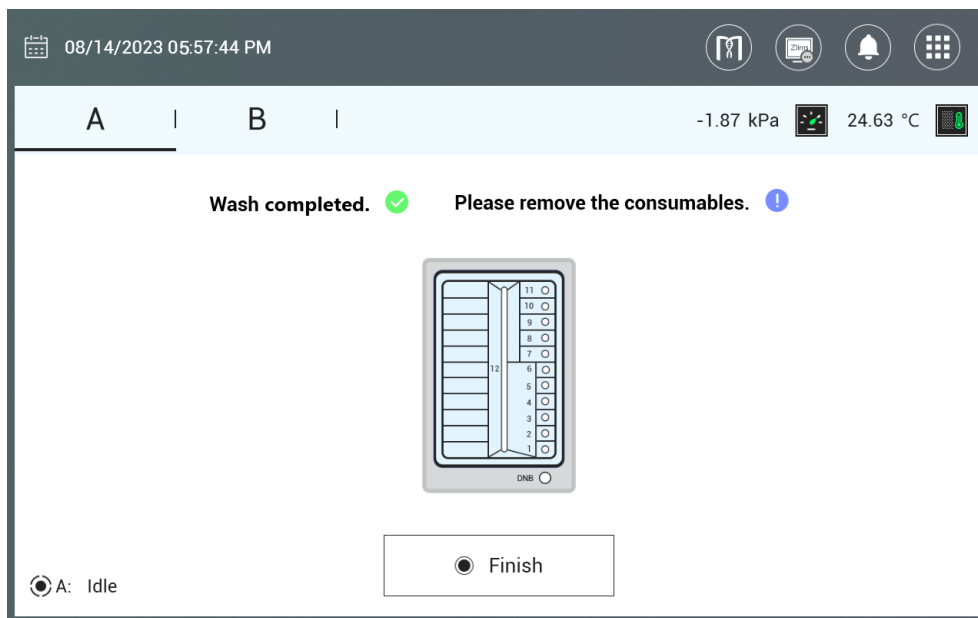 08/14/2023 05:57:44 PM
Zlims
A
B
-1.87 kPa
24.63 °C
Wash completed.
Please remove the consumables.
11
10
9
8
7
12
6
5
4
3
2
1
DNB
Finish
A: Idle